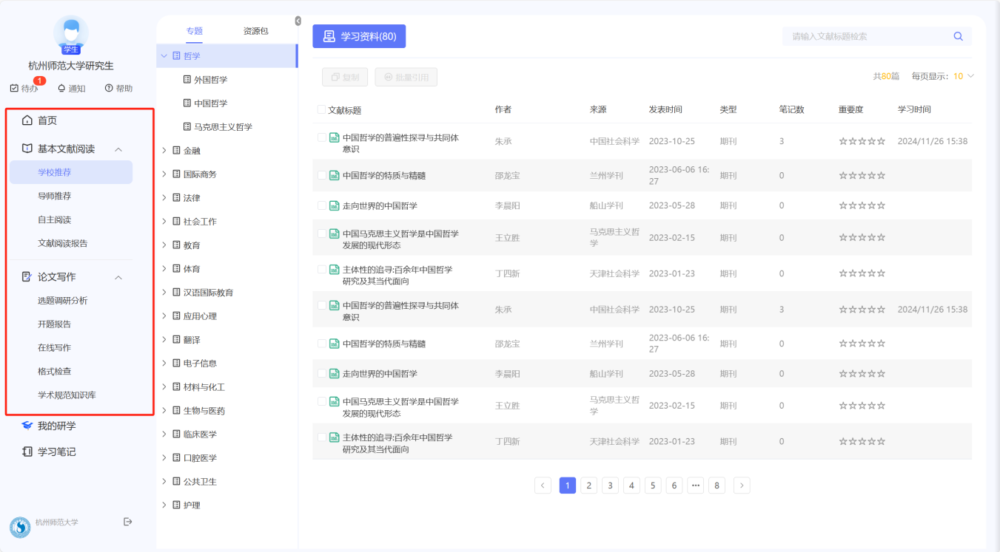 学生
杭州师范大学研究生
待办 1 通知 帮助
首页
基本文献阅读
学校推荐
导师推荐
自主阅读
文献阅读报告
论文写作
选题调研分析
开题报告
在线写作
格式检查
学术规范知识库
我的研学
学习笔记
杭州师范大学
专题 资源包
哲学
外国哲学
中国哲学
马克思主义哲学
金融
国际商务
法律
社会工作
教育
体育
汉语国际教育
应用心理
翻译
电子信息
材料与化工
生物与医药
临床医学
口腔医学
公共卫生
护理
学习资料(80)
请输入文献标题检索
复制 批量引用
共80篇 每页显示: 10
文献标题 作者 来源 发表时间 类型 笔记数 重要度 学习时间
中国哲学的普遍性探寻与共同体
意识
朱承 中国社会科学 2023-10-25 期刊 3 ☆☆☆☆☆ 2024/11/26 15:38
中国哲学的特质与精髓 邵龙宝 兰州学刊 2023-06-06 16:
27
期刊 0 ☆☆☆☆☆
走向世界的中国哲学 李晨阳 船山学刊 2023-05-28 期刊 0 ☆☆☆☆☆
中国马克思主义哲学是中国哲学
发展的现代形态
王立胜 马克思主义哲
学
2023-02-15 期刊 0 ☆☆☆☆☆
主体性的追寻:百余年中国哲学
研究及其当代面向
丁四新 天津社会科学 2023-01-23 期刊 0 ☆☆☆☆☆
中国哲学的普遍性探寻与共同体
意识
朱承 中国社会科学 2023-10-25 期刊 3 ☆☆☆☆☆ 2024/11/26 15:38
中国哲学的特质与精髓 邵龙宝 兰州学刊 2023-06-06 16:
27
期刊 0 ☆☆☆☆☆
走向世界的中国哲学 李晨阳 船山学刊 2023-05-28 期刊 0 ☆☆☆☆☆
中国马克思主义哲学是中国哲学
发展的现代形态
王立胜 马克思主义哲
学
2023-02-15 期刊 0 ☆☆☆☆☆
主体性的追寻:百余年中国哲学
研究及其当代面向
丁四新 天津社会科学 2023-01-23 期刊 0 ☆☆☆☆☆
< 1 2 3 4 5 6 ••• 8 >